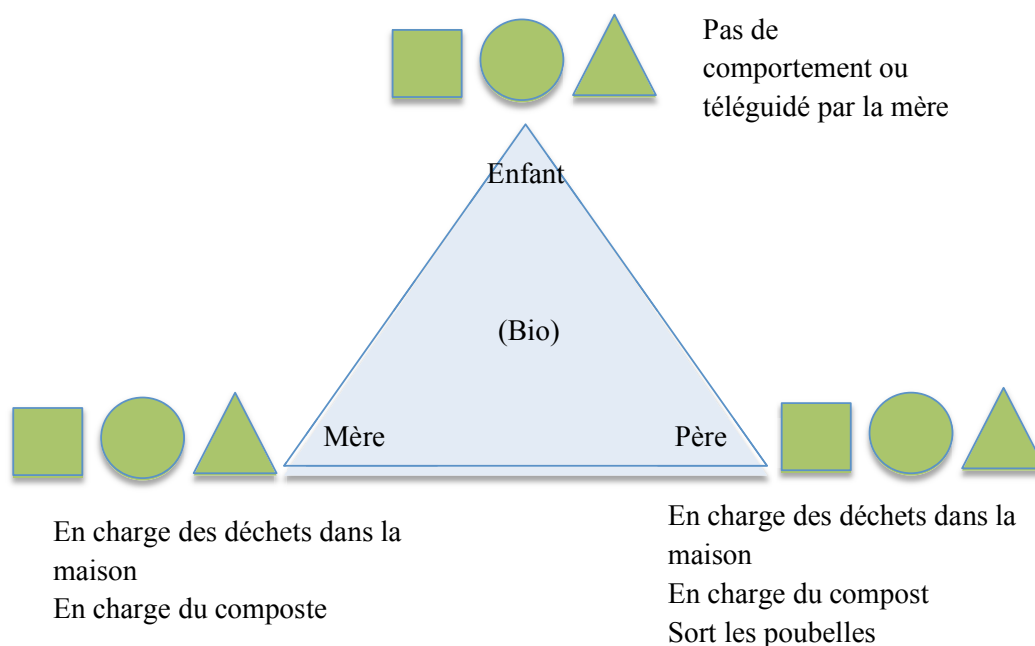 Pas de
comportement ou
téléguidé par la mère
Enfant
(Bio)
Mère
Père
En charge des déchets dans la
maison
En charge du composte
En charge des déchets dans la
maison
En charge du compost
Sort les poubelles